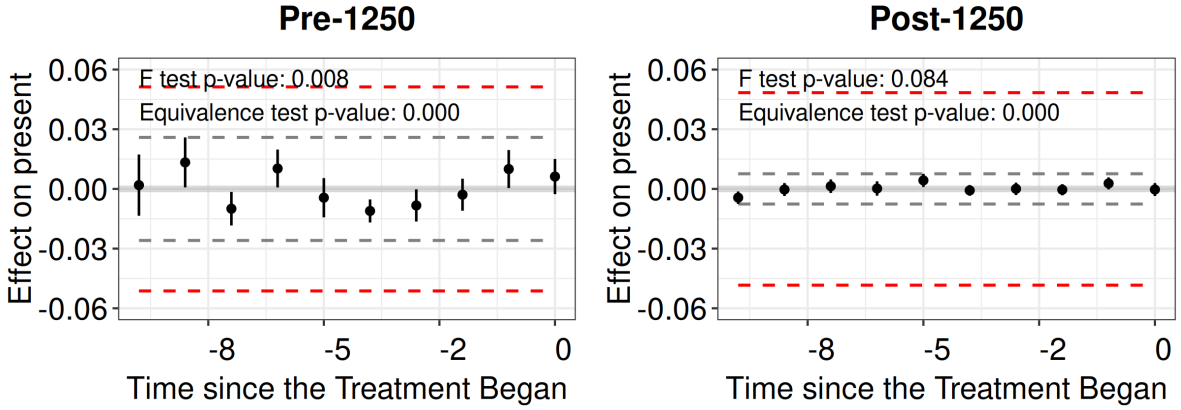 Pre-1250
F test p-value: 0.008
Equivalence test p-value: 0.000
0.06
0.03
0.00
-0.03
-0.06
Effect on present
-8 -5 -2 0
Time since the Treatment Began
Post-1250
F test p-value: 0.084
Equivalence test p-value: 0.000
0.06
0.03
0.00
-0.03
-0.06
Effect on present
-8 -5 -2 0
Time since the Treatment Began